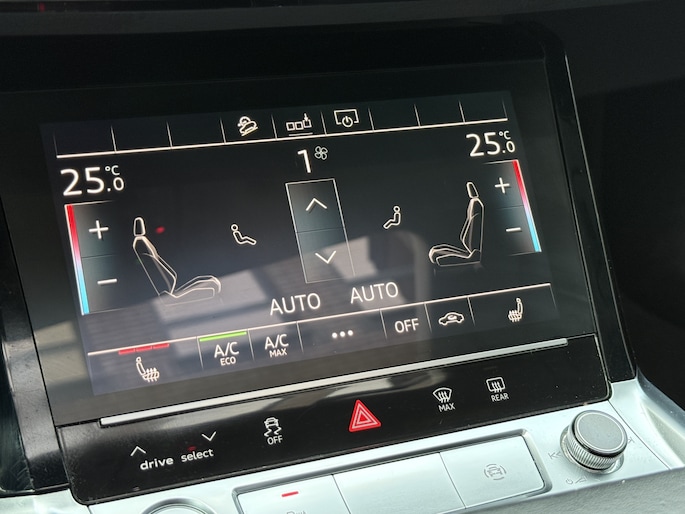 25.0 °C
1
25.0 °C
+
+
−
−
AUTO AUTO
A/C ECO
A/C MAX
•••
OFF
OFF
MAX
REAR
drive select